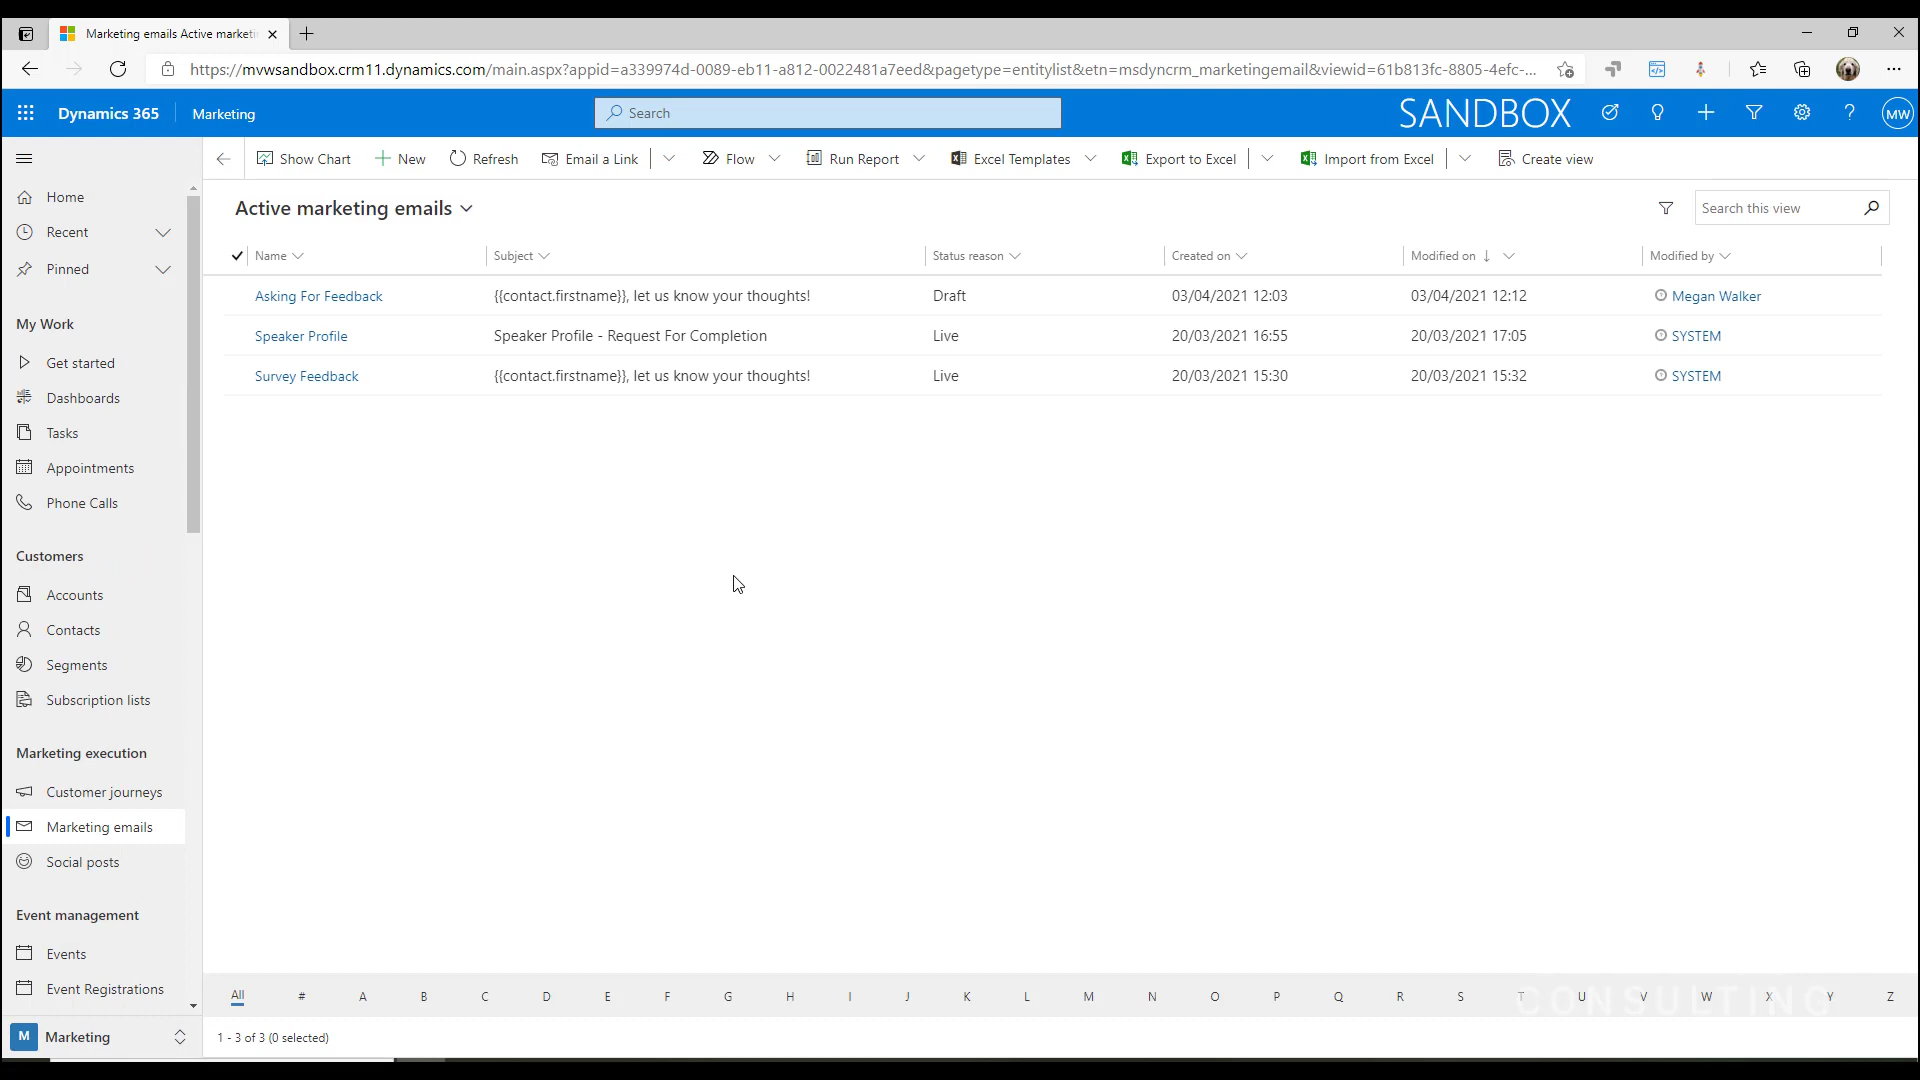 Marketing emails Active marketi
https://mvwsandbox.crm11.dynamics.com/main.aspx?appid=a339974d-0089-eb11-a812-0022481a7eed&pagetype=entitylist&etn=msdyncrm_marketingemail&viewid=61b813fc-8805-4efc-...
Dynamics 365 Marketing Search SANDBOX MW
Show Chart New Refresh Email a Link Flow Run Report Excel Templates Export to Excel Import from Excel Create view
Home
Recent
Pinned
My Work
Get started
Dashboards
Tasks
Appointments
Phone Calls
Customers
Accounts
Contacts
Segments
Subscription lists
Marketing execution
Customer journeys
Marketing emails
Social posts
Event management
Events
Event Registrations
M Marketing
Active marketing emails Search this view
Name Subject Status reason Created on Modified on Modified by
Asking For Feedback {{contact.firstname}}, let us know your thoughts! Draft 03/04/2021 12:03 03/04/2021 12:12 Megan Walker
Speaker Profile Speaker Profile - Request For Completion Live 20/03/2021 16:55 20/03/2021 17:05 SYSTEM
Survey Feedback {{contact.firstname}}, let us know your thoughts! Live 20/03/2021 15:30 20/03/2021 15:32 SYSTEM
All # A B C D E F G H I J K L M N O P Q R S T U V W X Y Z
CONSULTING
1 - 3 of 3 (0 selected)